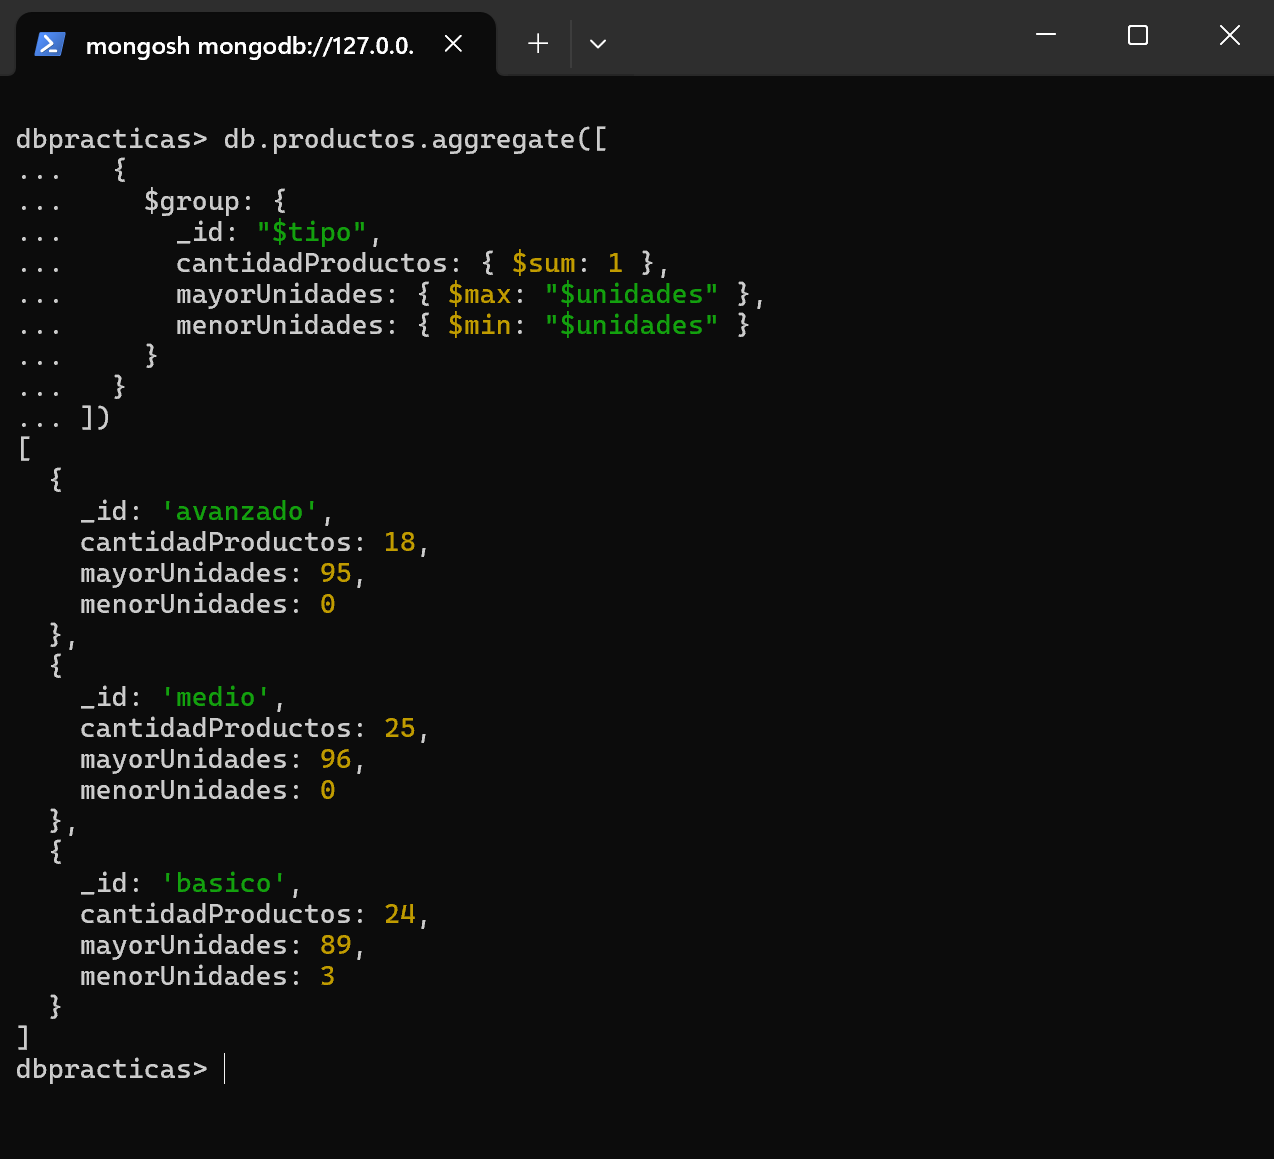 mongosh mongodb://127.0.0.
dbpracticas> db.productos.aggregate([
...   {
...     $group: {
...       _id: "$tipo",
...       cantidadProductos: { $sum: 1 },
...       mayorUnidades: { $max: "$unidades" },
...       menorUnidades: { $min: "$unidades" }
...     }
...   }
... ])
[
  {
    _id: 'avanzado',
    cantidadProductos: 18,
    mayorUnidades: 95,
    menorUnidades: 0
  },
  {
    _id: 'medio',
    cantidadProductos: 25,
    mayorUnidades: 96,
    menorUnidades: 0
  },
  {
    _id: 'basico',
    cantidadProductos: 24,
    mayorUnidades: 89,
    menorUnidades: 3
  }
]
dbpracticas>